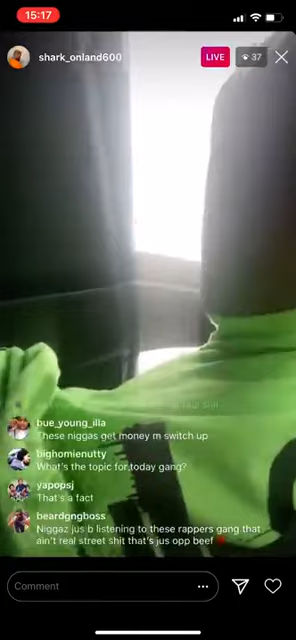 15:17
shark_onland600
LIVE
37
bue_young_illa
These niggas get money m switch up
bighomienutty
What's the topic for,today gang?
yapopsj
That's a fact
beardgngboss
Niggaz jus b listening to these rappers gang that
ain't real street shit that's jus opp beef
Comment